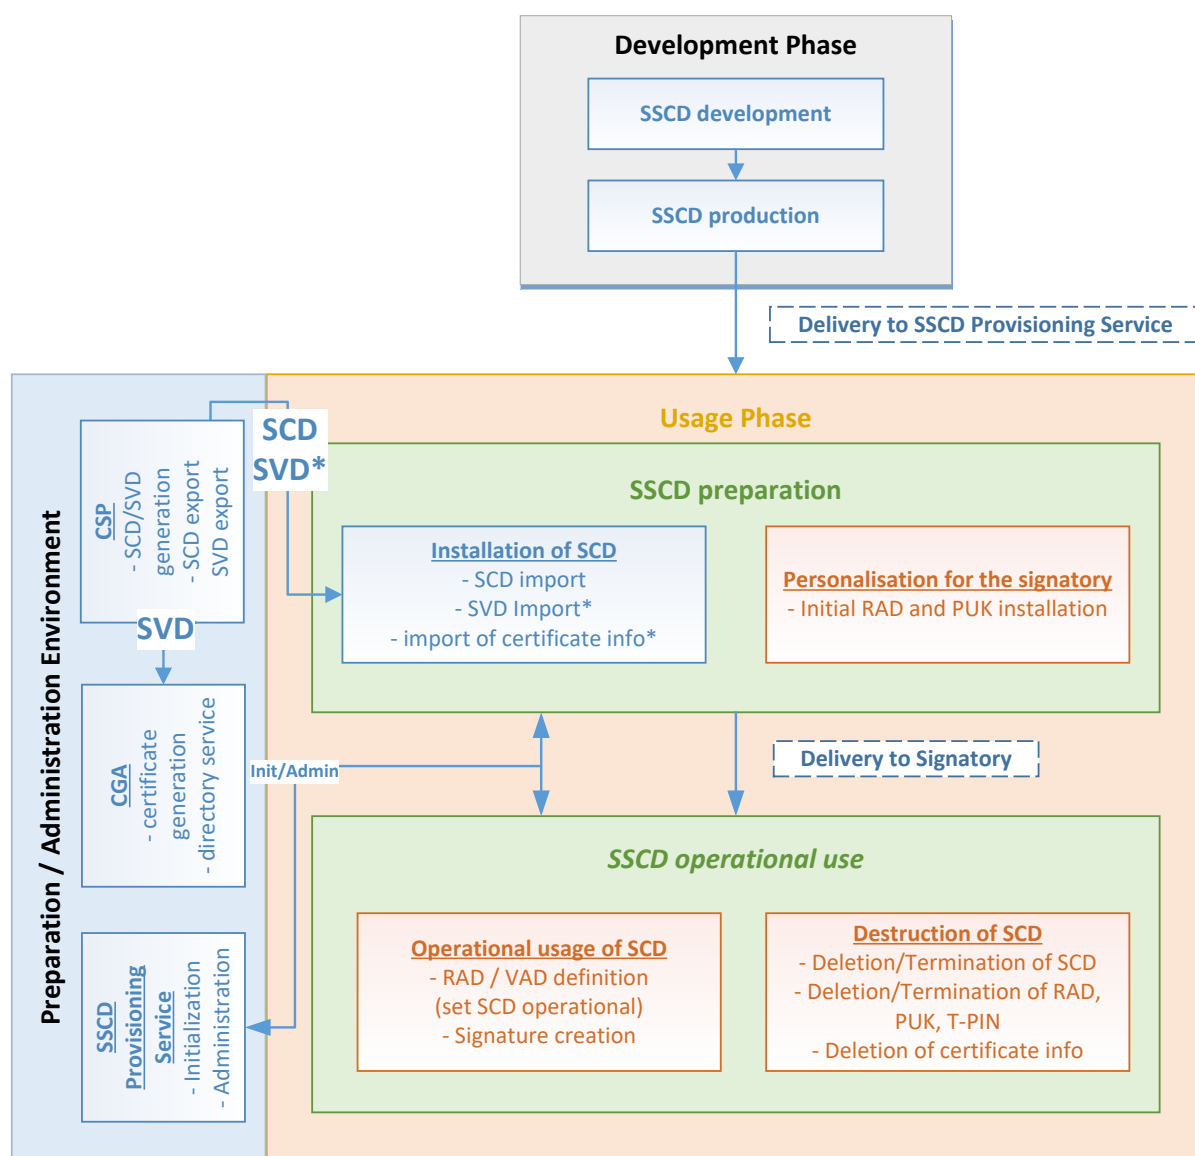 Development Phase
SSCD development
SSCD production
Delivery to SSCD Provisioning Service
Preparation / Administration Environment
CSP
- SCD/SVD
generation
- SCD export
SVD export
SCD
SVD*
SVD
CGA
- certificate
generation
- directory service
Init/Admin
SSCD
Provisioning
Service
- Initialization
- Administration
Usage Phase
SSCD preparation
Installation of SCD
- SCD import
- SVD Import*
- import of certificate info*
Personalisation for the signatory
- Initial RAD and PUK installation
Delivery to Signatory
SSCD operational use
Operational usage of SCD
- RAD / VAD definition
(set SCD operational)
- Signature creation
Destruction of SCD
- Deletion/Termination of SCD
- Deletion/Termination of RAD,
PUK, T-PIN
- Deletion of certificate info